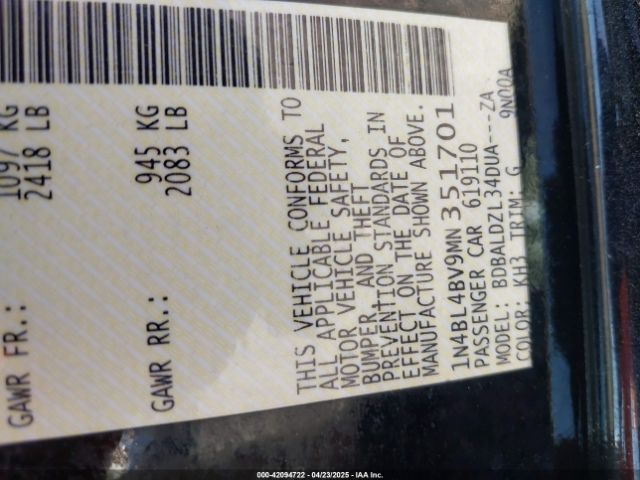 GAWR FR.: 1097 KG
2418 LB
GAWR RR.: 945 KG
2083 LB
THIS VEHICLE CONFORMS TO
ALL APPLICABLE FEDERAL
MOTOR VEHICLE SAFETY,
BUMPER, AND THEFT
PREVENTION STANDARDS IN
EFFECT ON THE DATE OF
MANUFACTURE SHOWN ABOVE.
1N4BL4BV9MN351701
PASSENGER CAR 619110
MODEL: BDBALDZL34DUA---ZA
COLOR: KH3 TRIM: G 9N00A
000-42094722 - 04/23/2025 - IAA Inc.